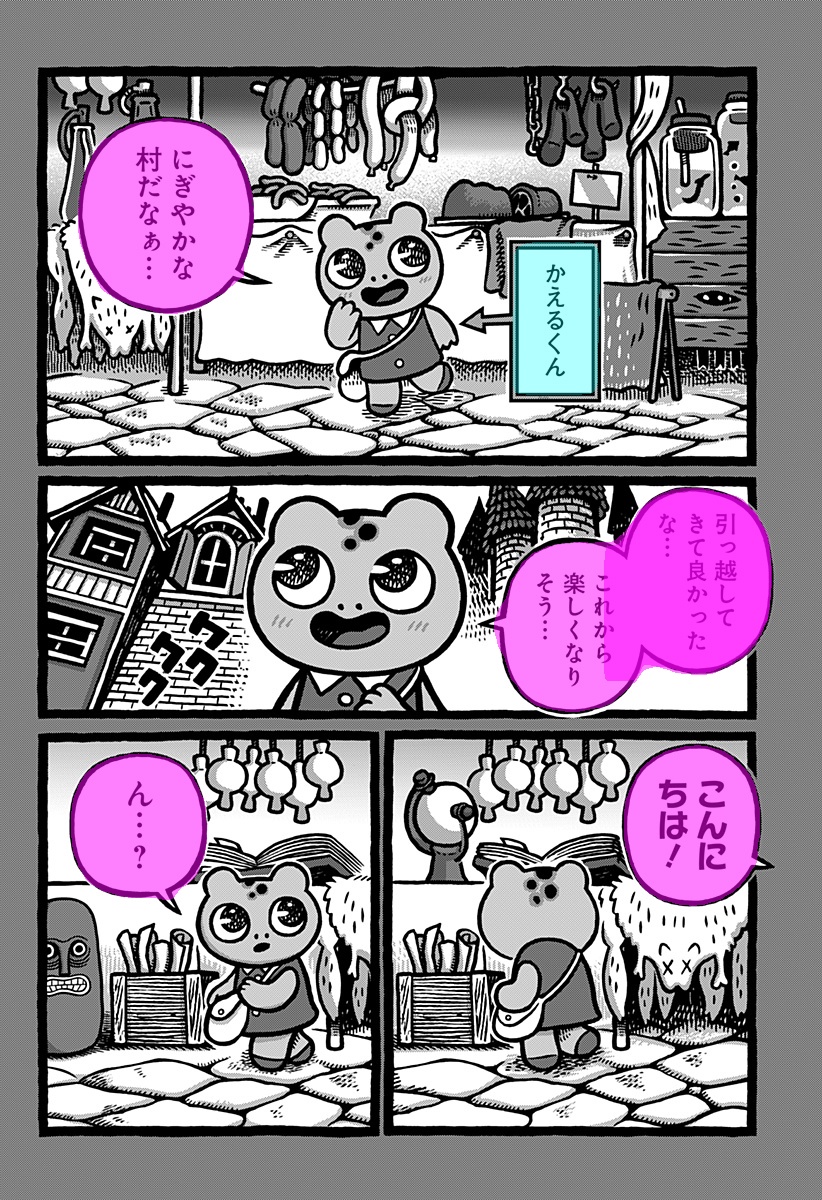 にぎやかな
村だなぁ…
かえるくん
引っ越して
きて良かった
な…
これから
楽しくなり
そう…
ククク
こんに
ちは！
ん…？